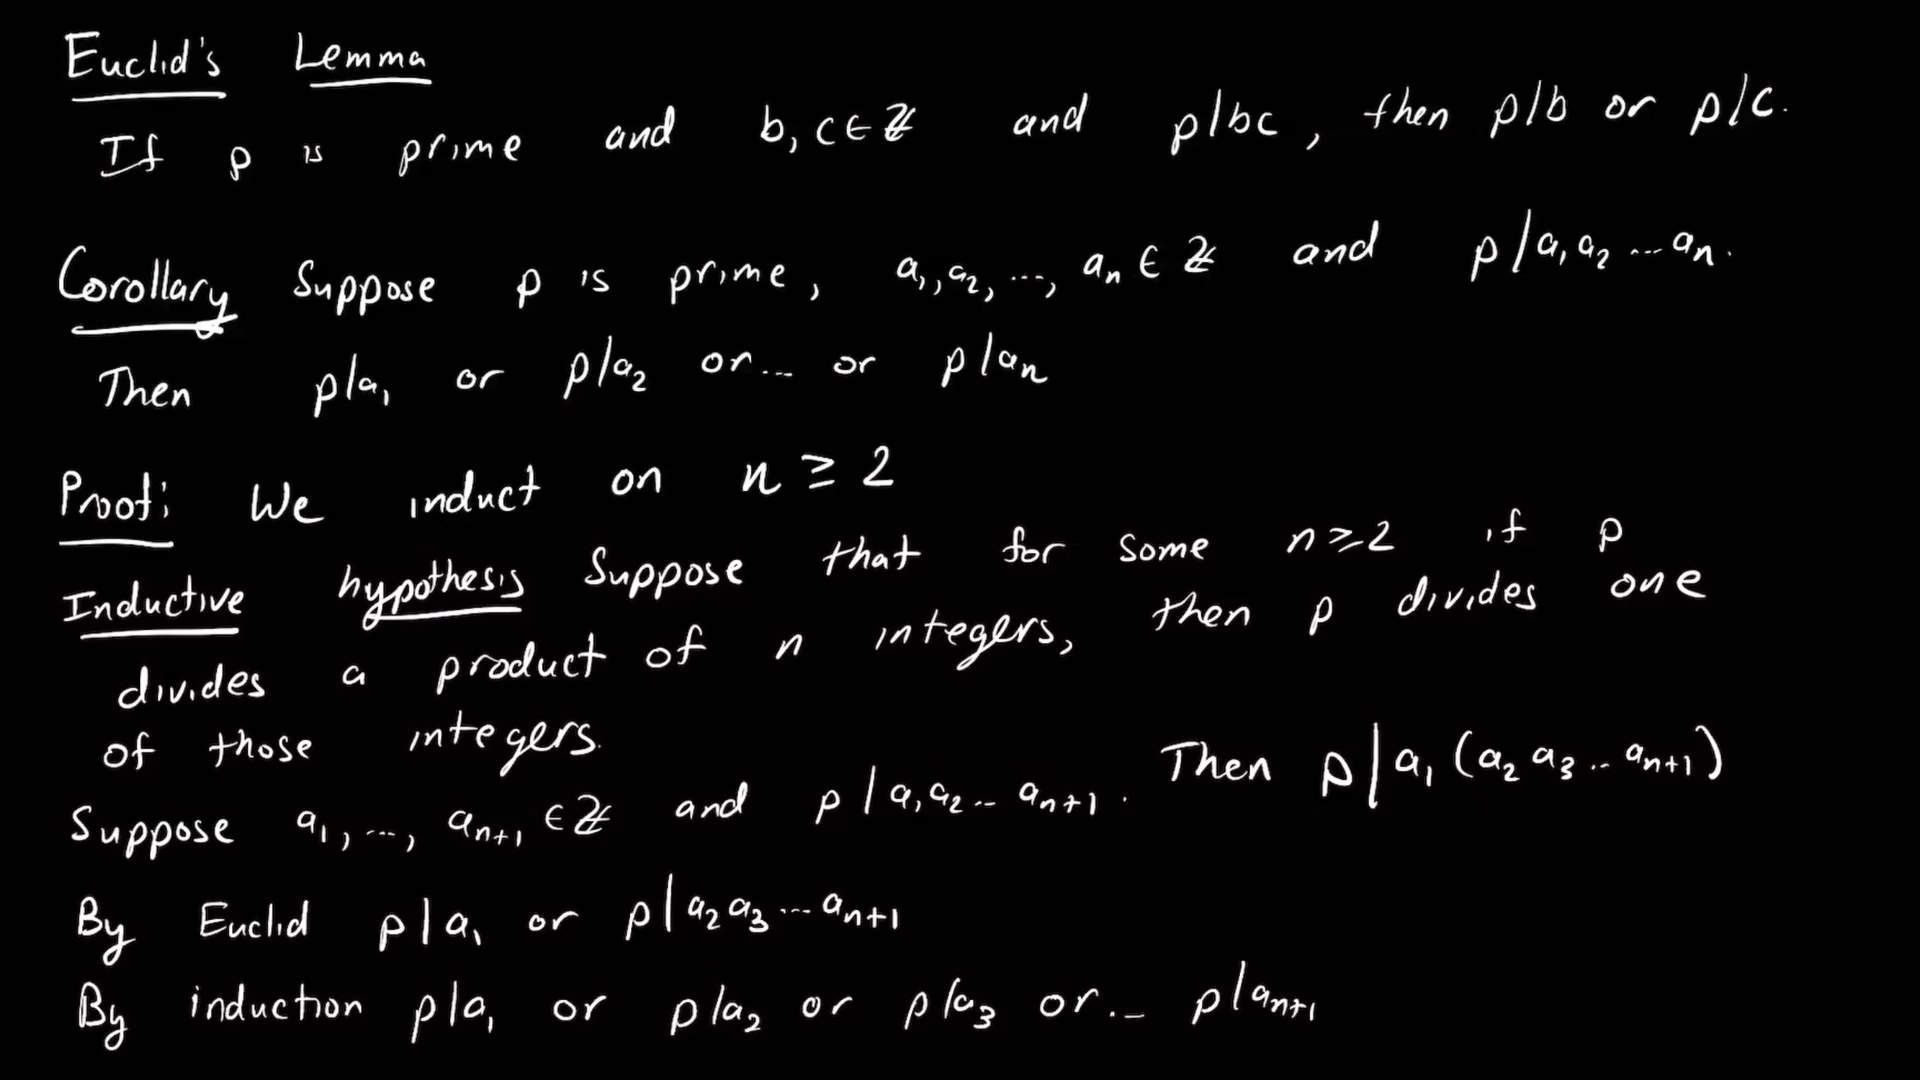 Euclid's Lemma
If p is prime and b, c ∈ ℤ and p|bc, then p|b or p|c.
Corollary Suppose p is prime, a₁, a₂, ..., aₙ ∈ ℤ and p|a₁a₂...aₙ.
Then p|a₁ or p|a₂ or... or p|aₙ
Proof: We induct on n ≥ 2
Inductive hypothesis Suppose that for some n ≥ 2 if p
divides a product of n integers, then p divides one
of those integers.
Suppose a₁, ..., aₙ₊₁ ∈ ℤ and p|a₁a₂...aₙ₊₁. Then p|a₁(a₂a₃...aₙ₊₁)
By Euclid p|a₁ or p|a₂a₃...aₙ₊₁
By induction p|a₁ or p|a₂ or p|a₃ or... p|aₙ₊₁